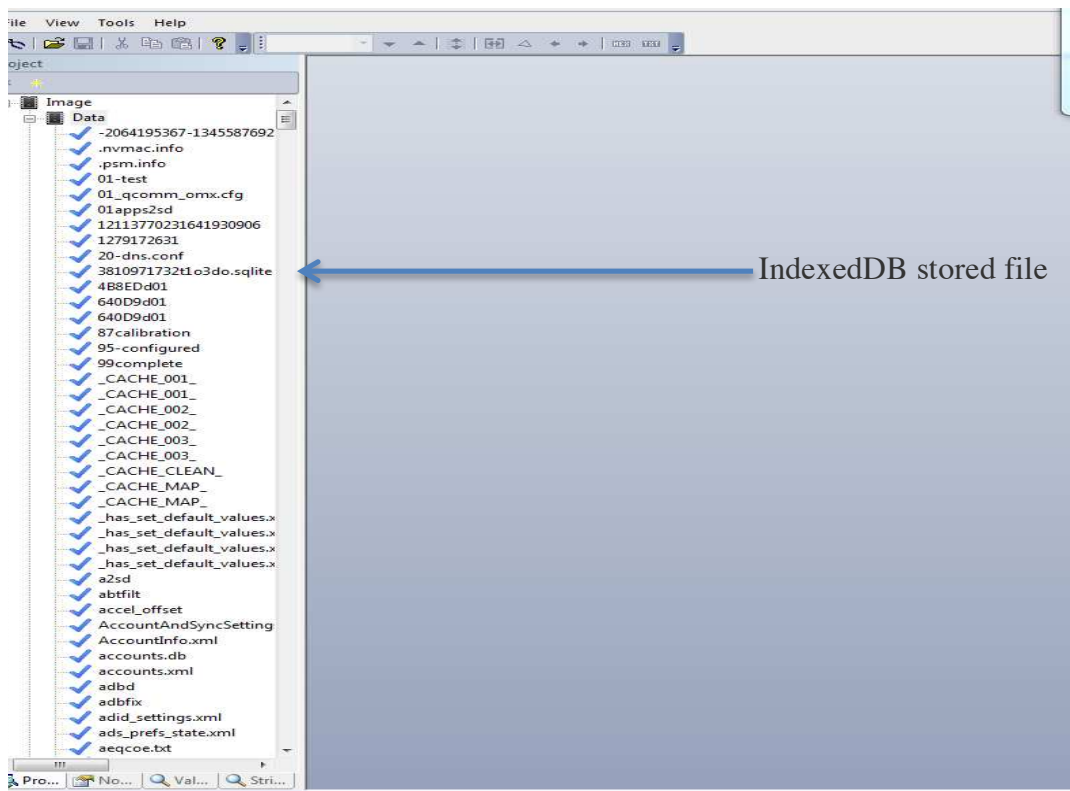 File View Tools Help
oject
Image
Data
-2064195367-1345587692
.nvmac.info
.psm.info
01-test
01_qcomm_omx.cfg
01apps2sd
12113770231641930906
1279172631
20-dns.conf
3810971732t1o3do.sqlite
IndexedDB stored file
4B8EDd01
640D9d01
640D9d01
87calibration
95-configured
99complete
_CACHE_001_
_CACHE_001_
_CACHE_002_
_CACHE_002_
_CACHE_003_
_CACHE_003_
_CACHE_CLEAN_
_CACHE_MAP_
_CACHE_MAP_
_has_set_default_values.x
_has_set_default_values.x
_has_set_default_values.x
_has_set_default_values.x
a2sd
abtfilt
accel_offset
AccountAndSyncSetting
AccountInfo.xml
accounts.db
accounts.xml
adbd
adbfix
adid_settings.xml
ads_prefs_state.xml
aeqcoe.txt
Pro... No... Val... Stri...